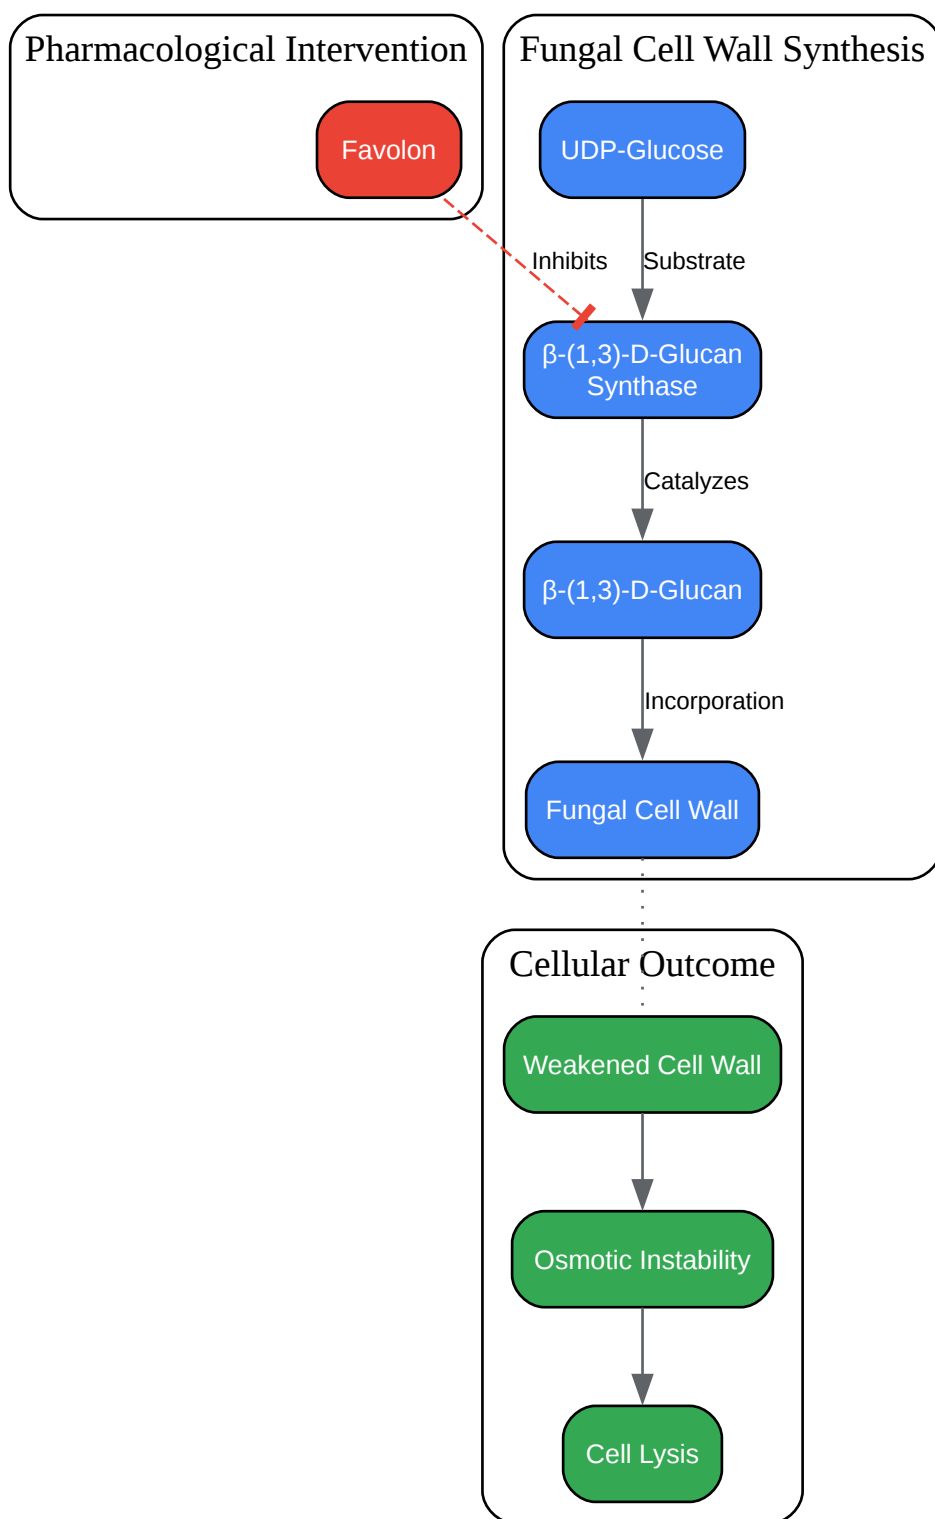 Pharmacological Intervention
Favolon
Fungal Cell Wall Synthesis
UDP-Glucose
Inhibits
Substrate
β-(1,3)-D-Glucan
Synthase
Catalyzes
β-(1,3)-D-Glucan
Incorporation
Fungal Cell Wall
Cellular Outcome
Weakened Cell Wall
Osmotic Instability
Cell Lysis